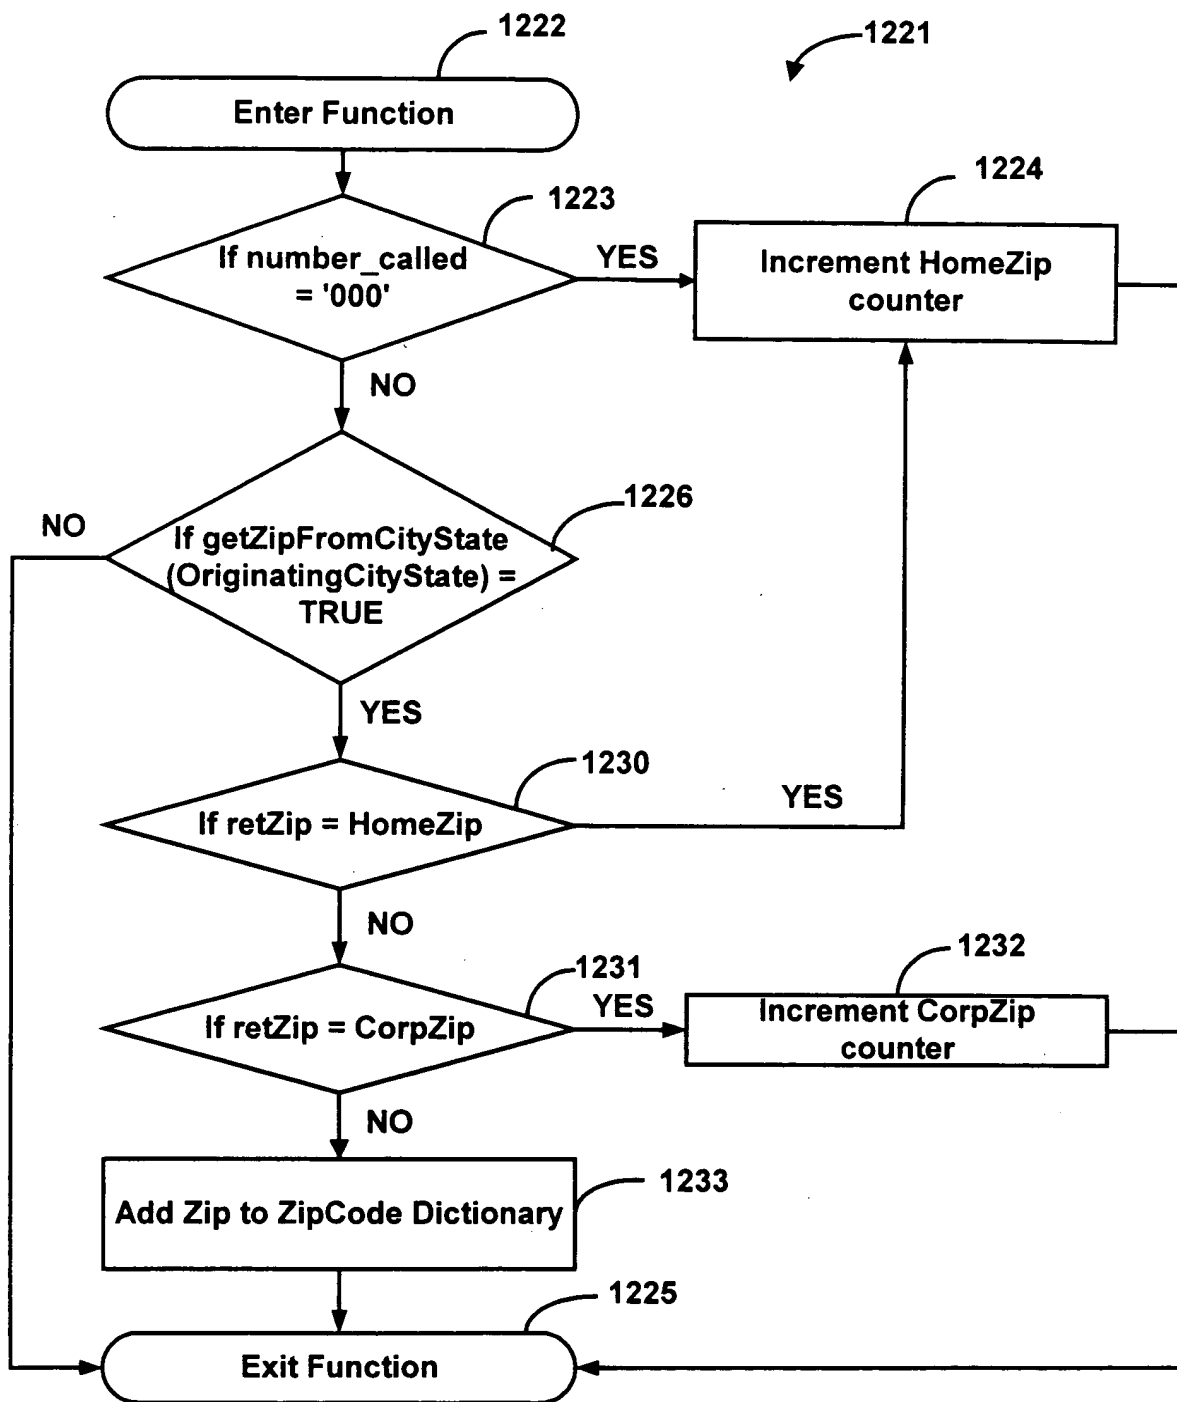 1222
1221
Enter Function
1223
1224
If number_called
= '000'
YES
Increment HomeZip
counter
NO
1226
NO
If getZipFromCityState
(OriginatingCityState) =
TRUE
YES
1230
If retZip = HomeZip
YES
NO
1231
1232
If retZip = CorpZip
YES
Increment CorpZip
counter
NO
1233
Add Zip to ZipCode Dictionary
1225
Exit Function